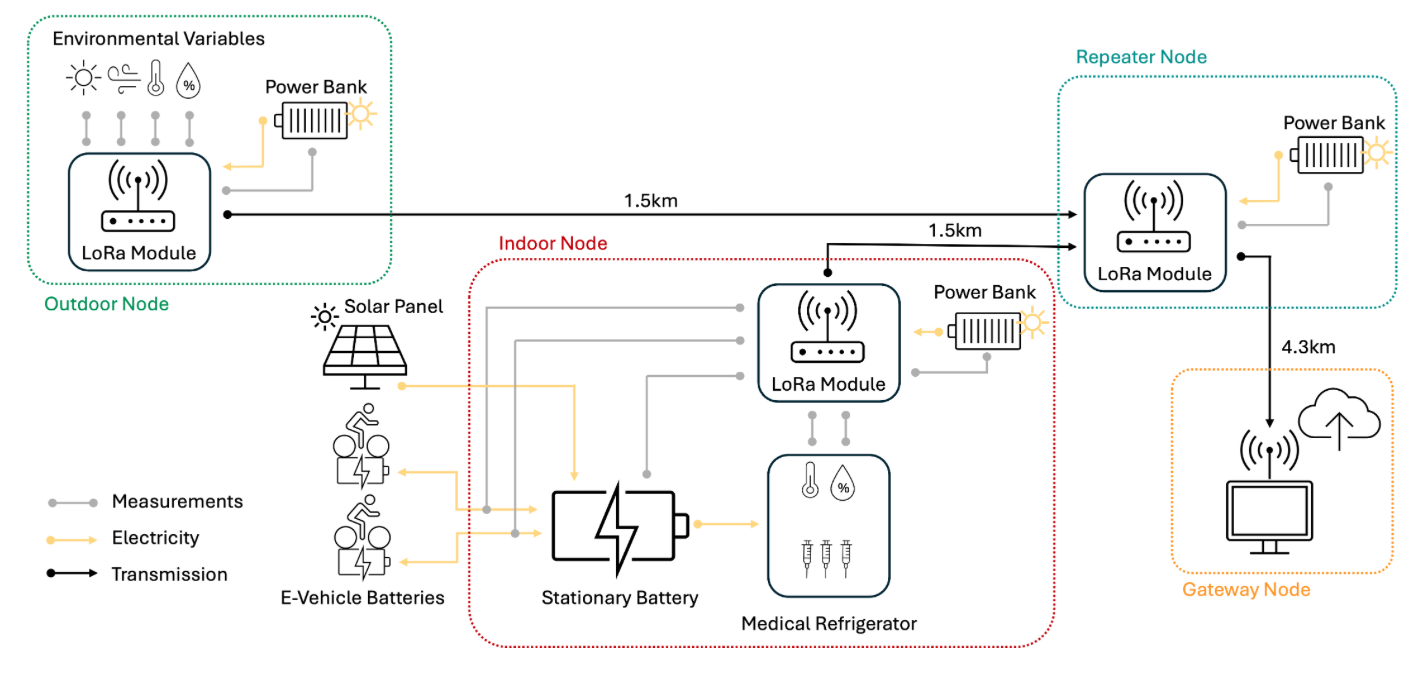 Environmental Variables
%
Power Bank
LoRa Module
Outdoor Node
1.5km
1.5km
Repeater Node
Power Bank
LoRa Module
Indoor Node
Power Bank
LoRa Module
Solar Panel
4.3km
%
Measurements
Electricity
Transmission
E-Vehicle Batteries
Stationary Battery
Medical Refrigerator
Gateway Node